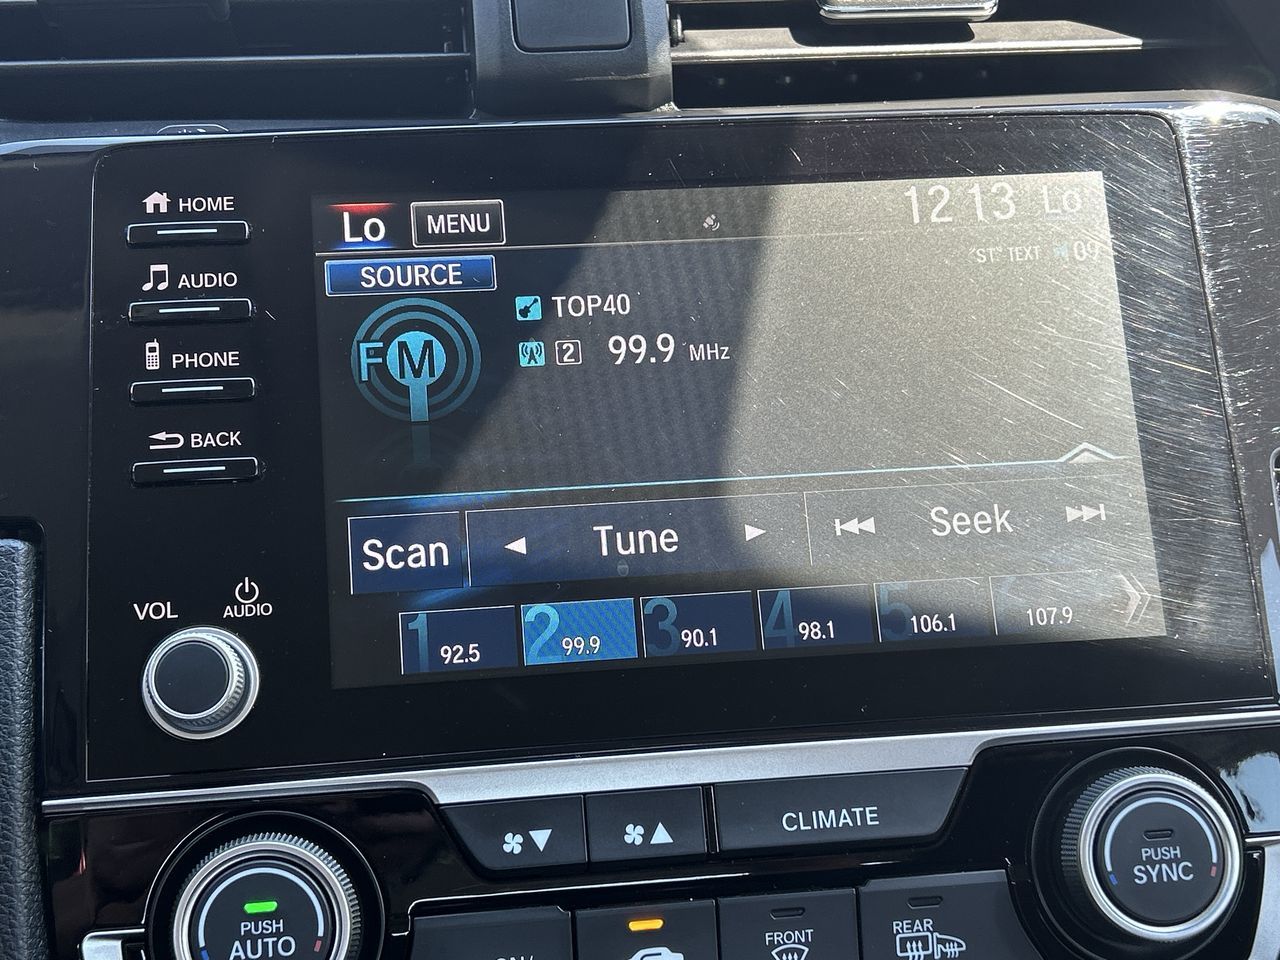 HOME
AUDIO
PHONE
BACK
VOL
AUDIO
Lo
MENU
12 13
Lo
SOURCE
"ST" TEXT
09
FM
TOP40
2 99.9 MHz
Scan
Tune
Seek
1 92.5
2 99.9
3 90.1
4 98.1
5 106.1
107.9
CLIMATE
PUSH
AUTO
PUSH
SYNC
FRONT
REAR